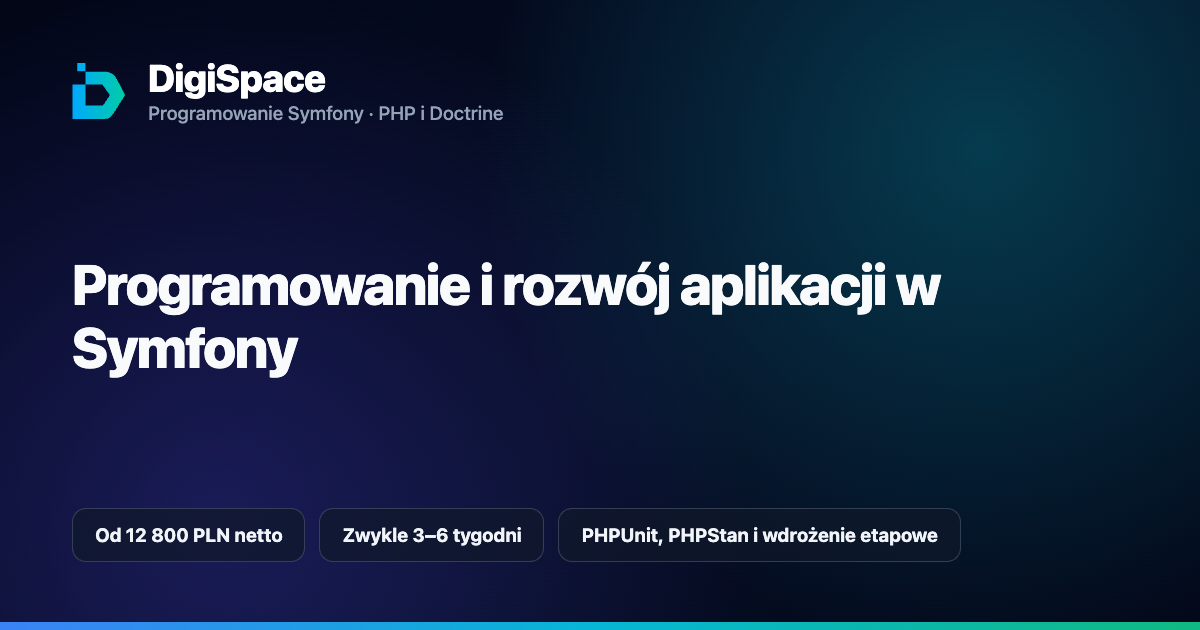 DigiSpace
Programowanie Symfony · PHP i Doctrine
Programowanie i rozwój aplikacji w
Symfony
Od 12 800 PLN netto
Zwykle 3–6 tygodni
PHPUnit, PHPStan i wdrożenie etapowe